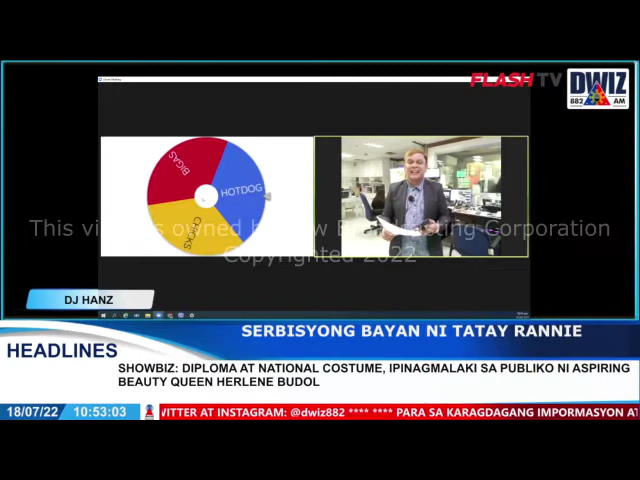 FLASH TV
DWIZ
882 AM
BIGAS
HOTDOG
CHICKS
This vi is owned b w B sting Corporation
Copyrighted 2022
DJ HANZ
SERBISYONG BAYAN NI TATAY RANNIE
HEADLINES
SHOWBIZ: DIPLOMA AT NATIONAL COSTUME, IPINAGMALAKI SA PUBLIKO NI ASPIRING
BEAUTY QUEEN HERLENE BUDOL
18/07/22 10:53:03 WITTER AT INSTAGRAM: @dwiz882 **** **** PARA SA KARAGDAGANG IMPORMASYON AT